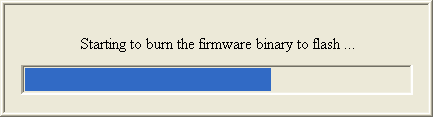 Starting to burn the firmware binary to flash ...